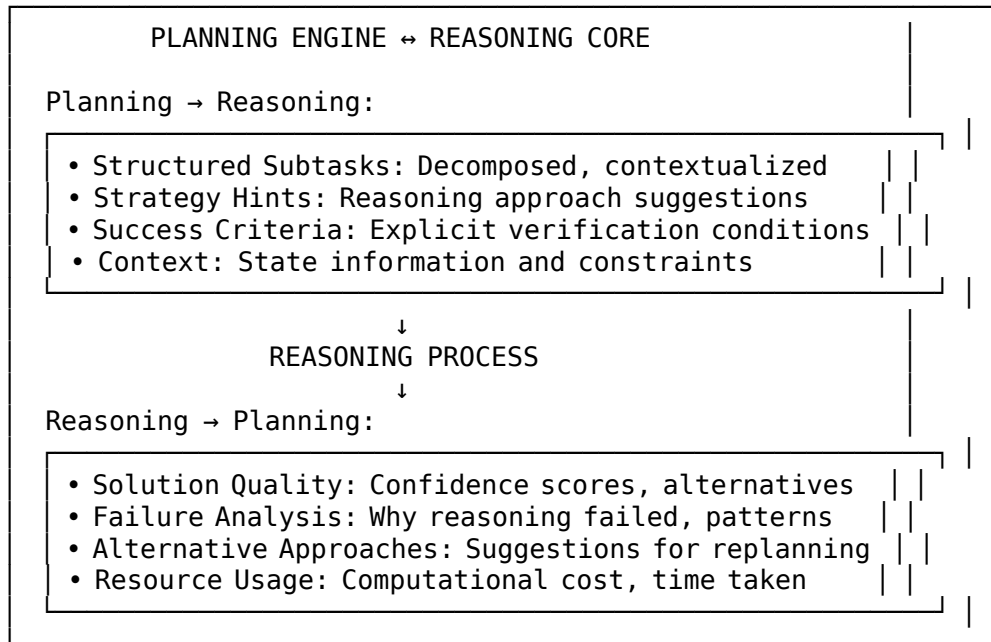 PLANNING ENGINE ↔ REASONING CORE
Planning → Reasoning:
• Structured Subtasks: Decomposed, contextualized
• Strategy Hints: Reasoning approach suggestions
• Success Criteria: Explicit verification conditions
• Context: State information and constraints
↓
REASONING PROCESS
↓
Reasoning → Planning:
• Solution Quality: Confidence scores, alternatives
• Failure Analysis: Why reasoning failed, patterns
• Alternative Approaches: Suggestions for replanning
• Resource Usage: Computational cost, time taken